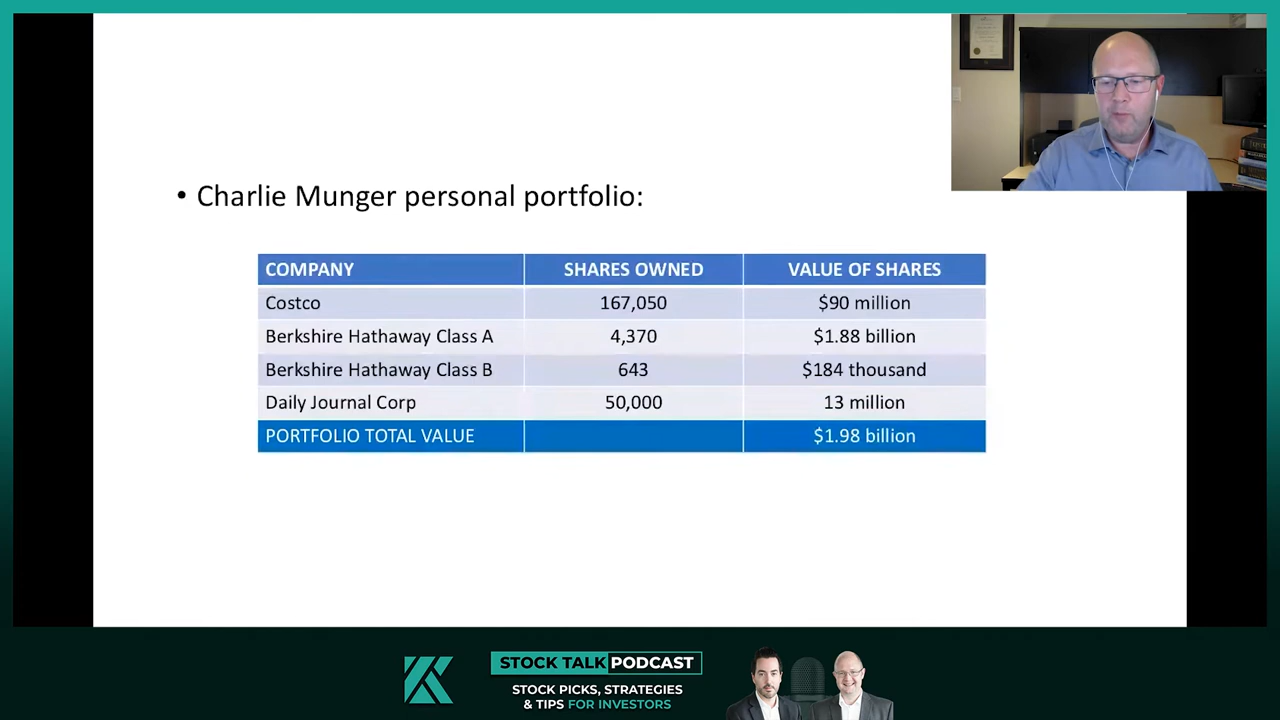 • Charlie Munger personal portfolio:
COMPANY SHARES OWNED VALUE OF SHARES
Costco 167,050 $90 million
Berkshire Hathaway Class A 4,370 $1.88 billion
Berkshire Hathaway Class B 643 $184 thousand
Daily Journal Corp 50,000 13 million
PORTFOLIO TOTAL VALUE $1.98 billion
STOCK TALK PODCAST
STOCK PICKS, STRATEGIES
& TIPS FOR INVESTORS